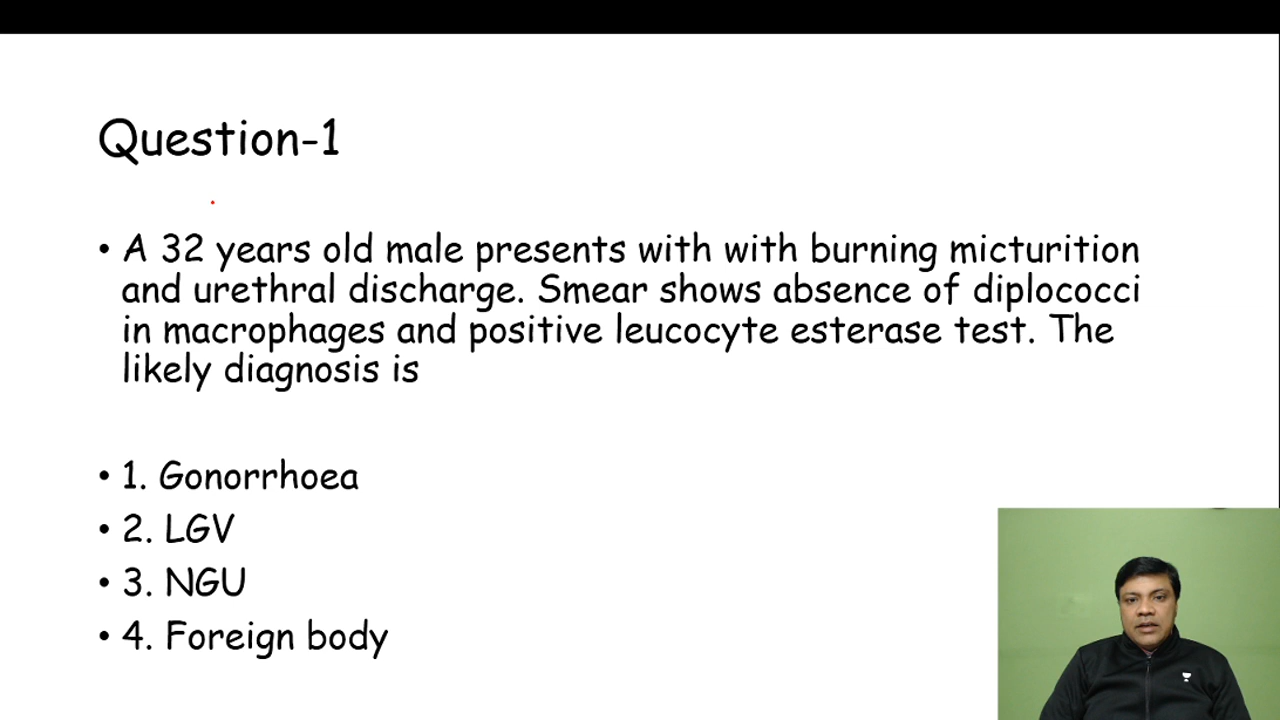 Question-1
• A 32 years old male presents with with burning micturition
and urethral discharge. Smear shows absence of diplococci
in macrophages and positive leucocyte esterase test. The
likely diagnosis is
• 1. Gonorrhoea
• 2. LGV
• 3. NGU
• 4. Foreign body